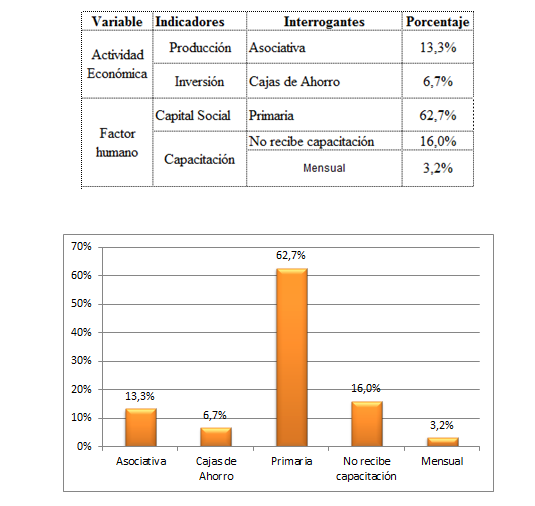 Variable Indicadores Interrogantes Porcentaje
Actividad
Económica
Producción Asociativa 13,3%
Inversión Cajas de Ahorro 6,7%
Factor
humano
Capital Social Primaria 62,7%
Capacitación
No recibe capacitación 16,0%
Mensual 3,2%
70%
60%
50%
40%
30%
20%
10%
0%
13,3%
6,7%
62,7%
16,0%
3,2%
Asociativa
Cajas de
Ahorro
Primaria
No recibe
capacitación
Mensual